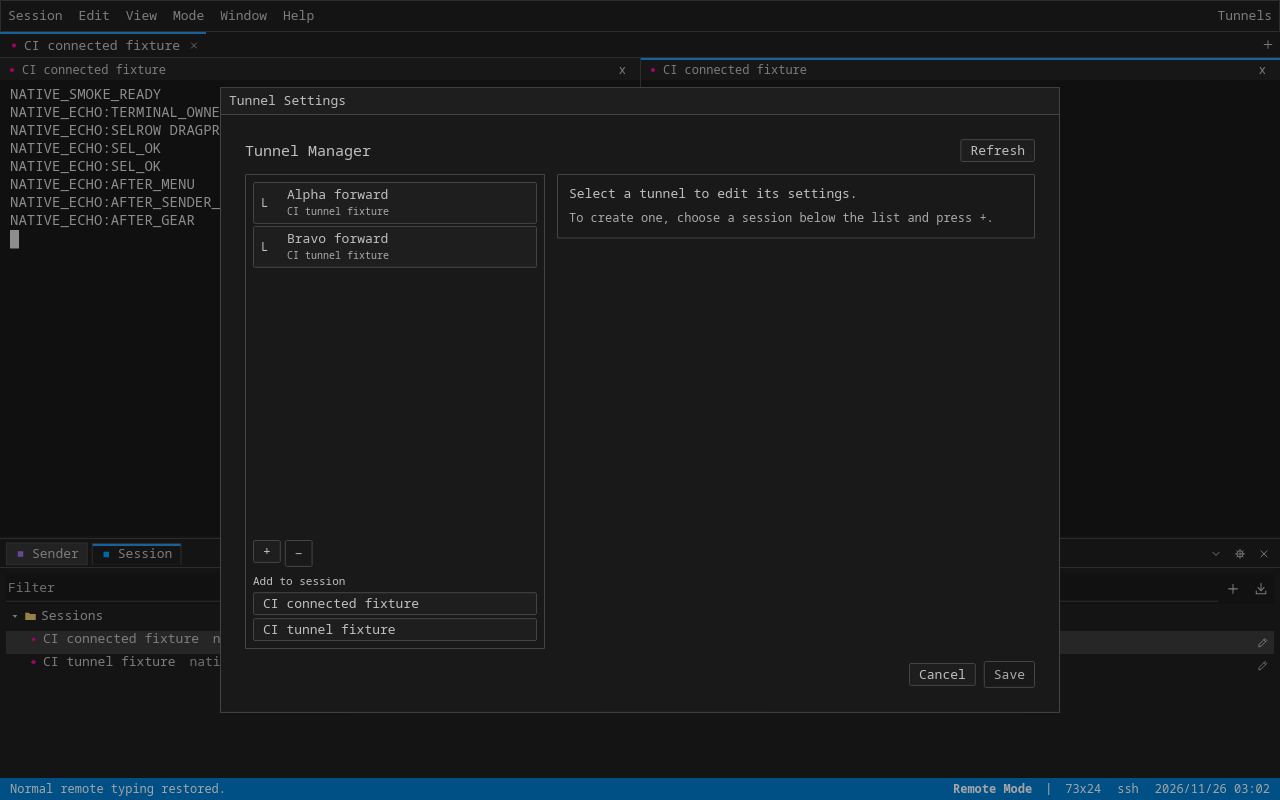 Session Edit View Mode Window Help Tunnels
CI connected fixture × +
CI connected fixture x CI connected fixture x
NATIVE_SMOKE_READY
NATIVE_ECHO:TERMINAL_OWNE
NATIVE_ECHO:SELROW DRAGPR
NATIVE_ECHO:SEL_OK
NATIVE_ECHO:SEL_OK
NATIVE_ECHO:AFTER_MENU
NATIVE_ECHO:AFTER_SENDER_
NATIVE_ECHO:AFTER_GEAR
Tunnel Settings
Tunnel Manager Refresh
L Alpha forward
CI tunnel fixture
L Bravo forward
CI tunnel fixture
Select a tunnel to edit its settings.
To create one, choose a session below the list and press +.
+ −
Add to session
CI connected fixture
CI tunnel fixture
Cancel Save
Sender Session
Filter
Sessions
CI connected fixture n
CI tunnel fixture nati
Normal remote typing restored. Remote Mode | 73x24 ssh 2026/11/26 03:02